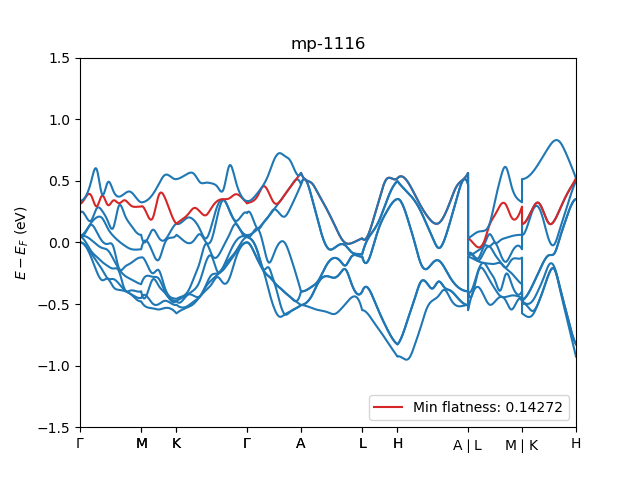 mp-1116
E − E_F (eV)
1.5
1.0
0.5
0.0
−0.5
−1.0
−1.5
Min flatness: 0.14272
Γ M K Γ A L H A | L M | K H